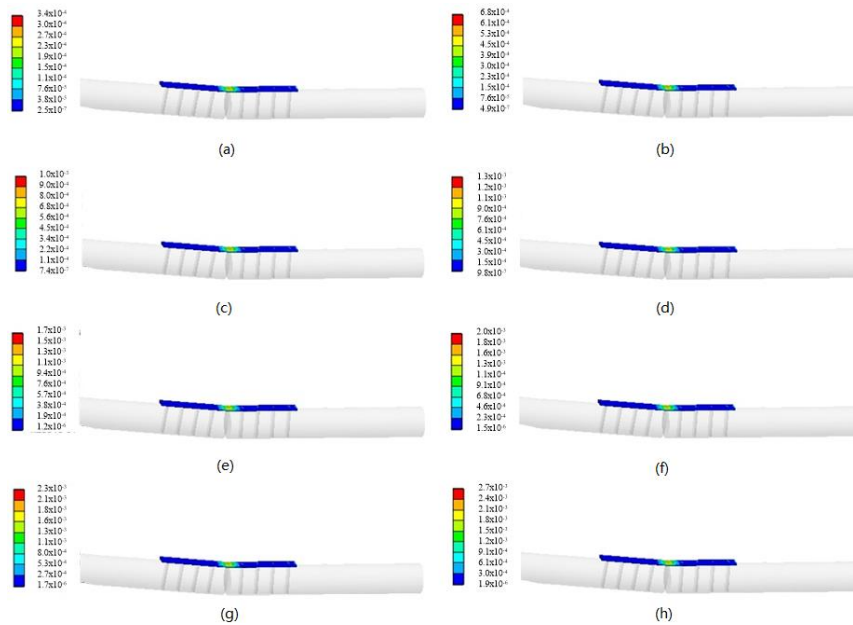 3.4x10⁻⁴
3.0x10⁻⁴
2.7x10⁻⁴
2.3x10⁻⁴
1.9x10⁻⁴
1.5x10⁻⁴
1.1x10⁻⁴
7.6x10⁻⁵
3.8x10⁻⁵
2.5x10⁻⁷
(a)
6.8x10⁻⁴
6.1x10⁻⁴
5.3x10⁻⁴
4.5x10⁻⁴
3.9x10⁻⁴
3.0x10⁻⁴
2.3x10⁻⁴
1.5x10⁻⁴
7.6x10⁻⁵
4.9x10⁻⁷
(b)
1.0x10⁻³
9.0x10⁻⁴
8.0x10⁻⁴
6.8x10⁻⁴
5.6x10⁻⁴
4.5x10⁻⁴
3.4x10⁻⁴
2.2x10⁻⁴
1.1x10⁻⁴
7.4x10⁻⁷
(c)
1.3x10⁻³
1.2x10⁻³
1.1x10⁻³
9.0x10⁻⁴
7.6x10⁻⁴
6.1x10⁻⁴
4.5x10⁻⁴
3.0x10⁻⁴
1.5x10⁻⁴
9.8x10⁻⁷
(d)
1.7x10⁻³
1.5x10⁻³
1.3x10⁻³
1.1x10⁻³
9.4x10⁻⁴
7.6x10⁻⁴
5.7x10⁻⁴
3.8x10⁻⁴
1.9x10⁻⁴
1.2x10⁻⁶
(e)
2.0x10⁻³
1.8x10⁻³
1.6x10⁻³
1.3x10⁻³
1.1x10⁻³
9.1x10⁻⁴
6.8x10⁻⁴
4.6x10⁻⁴
2.3x10⁻⁴
1.5x10⁻⁶
(f)
2.3x10⁻³
2.1x10⁻³
1.8x10⁻³
1.6x10⁻³
1.3x10⁻³
1.1x10⁻³
8.0x10⁻⁴
5.3x10⁻⁴
2.7x10⁻⁴
1.7x10⁻⁶
(g)
2.7x10⁻³
2.4x10⁻³
2.1x10⁻³
1.8x10⁻³
1.5x10⁻³
1.2x10⁻³
9.1x10⁻⁴
6.1x10⁻⁴
3.0x10⁻⁴
1.9x10⁻⁶
(h)